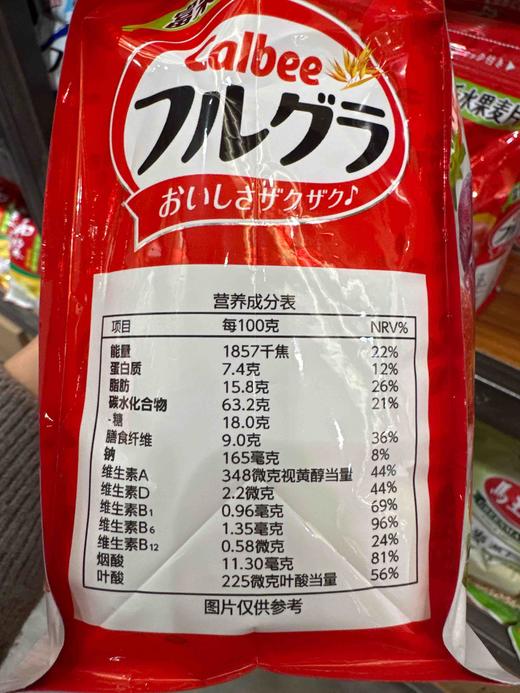 Calbee
フルグラ
おいしさザクザク♪
营养成分表
项目 每100克 NRV%
能量 1857千焦 22%
蛋白质 7.4克 12%
脂肪 15.8克 26%
碳水化合物 63.2克 21%
-糖 18.0克
膳食纤维 9.0克 36%
钠 165毫克 8%
维生素A 348微克视黄醇当量 44%
维生素D 2.2微克 44%
维生素B1 0.96毫克 69%
维生素B6 1.35毫克 96%
维生素B12 0.58微克 24%
烟酸 11.30毫克 81%
叶酸 225微克叶酸当量 56%
图片仅供参考
水果麦片